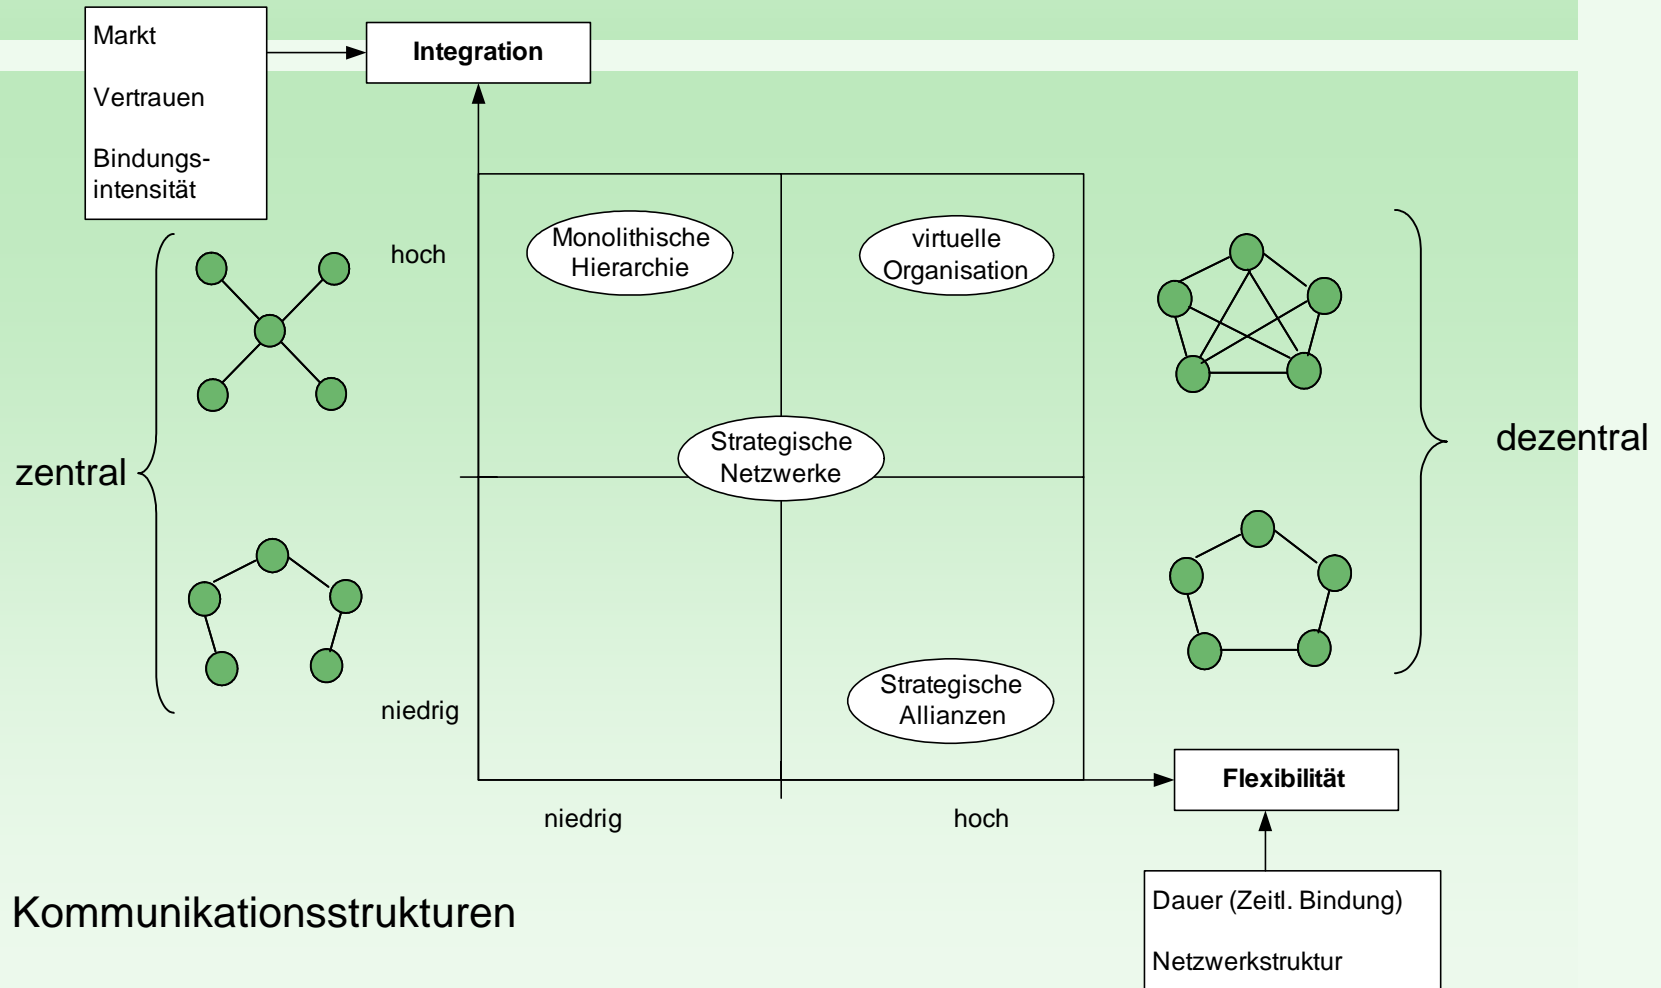 Markt
Vertrauen
Bindungs-
intensität
Integration
hoch
Monolithische
Hierarchie
virtuelle
Organisation
zentral
Strategische
Netzwerke
dezentral
niedrig
Strategische
Allianzen
Flexibilität
niedrig
hoch
Kommunikationsstrukturen
Dauer (Zeitl. Bindung)
Netzwerkstruktur